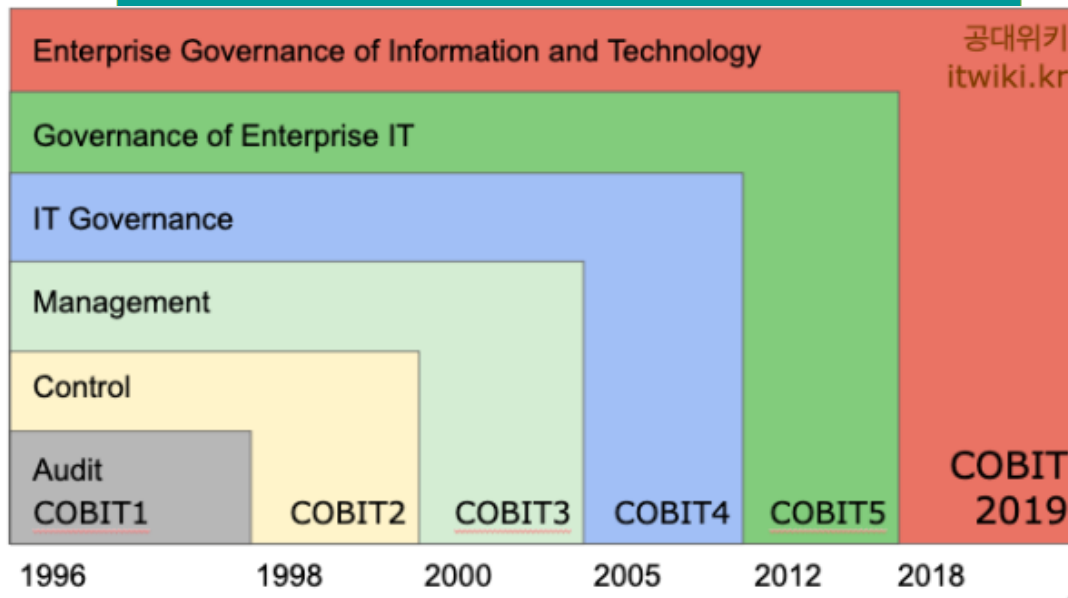 Enterprise Governance of Information and Technology
공대위키
itwiki.kr
Governance of Enterprise IT
IT Governance
Management
Control
Audit
COBIT1
COBIT2
COBIT3
COBIT4
COBIT5
COBIT
2019
1996
1998
2000
2005
2012
2018